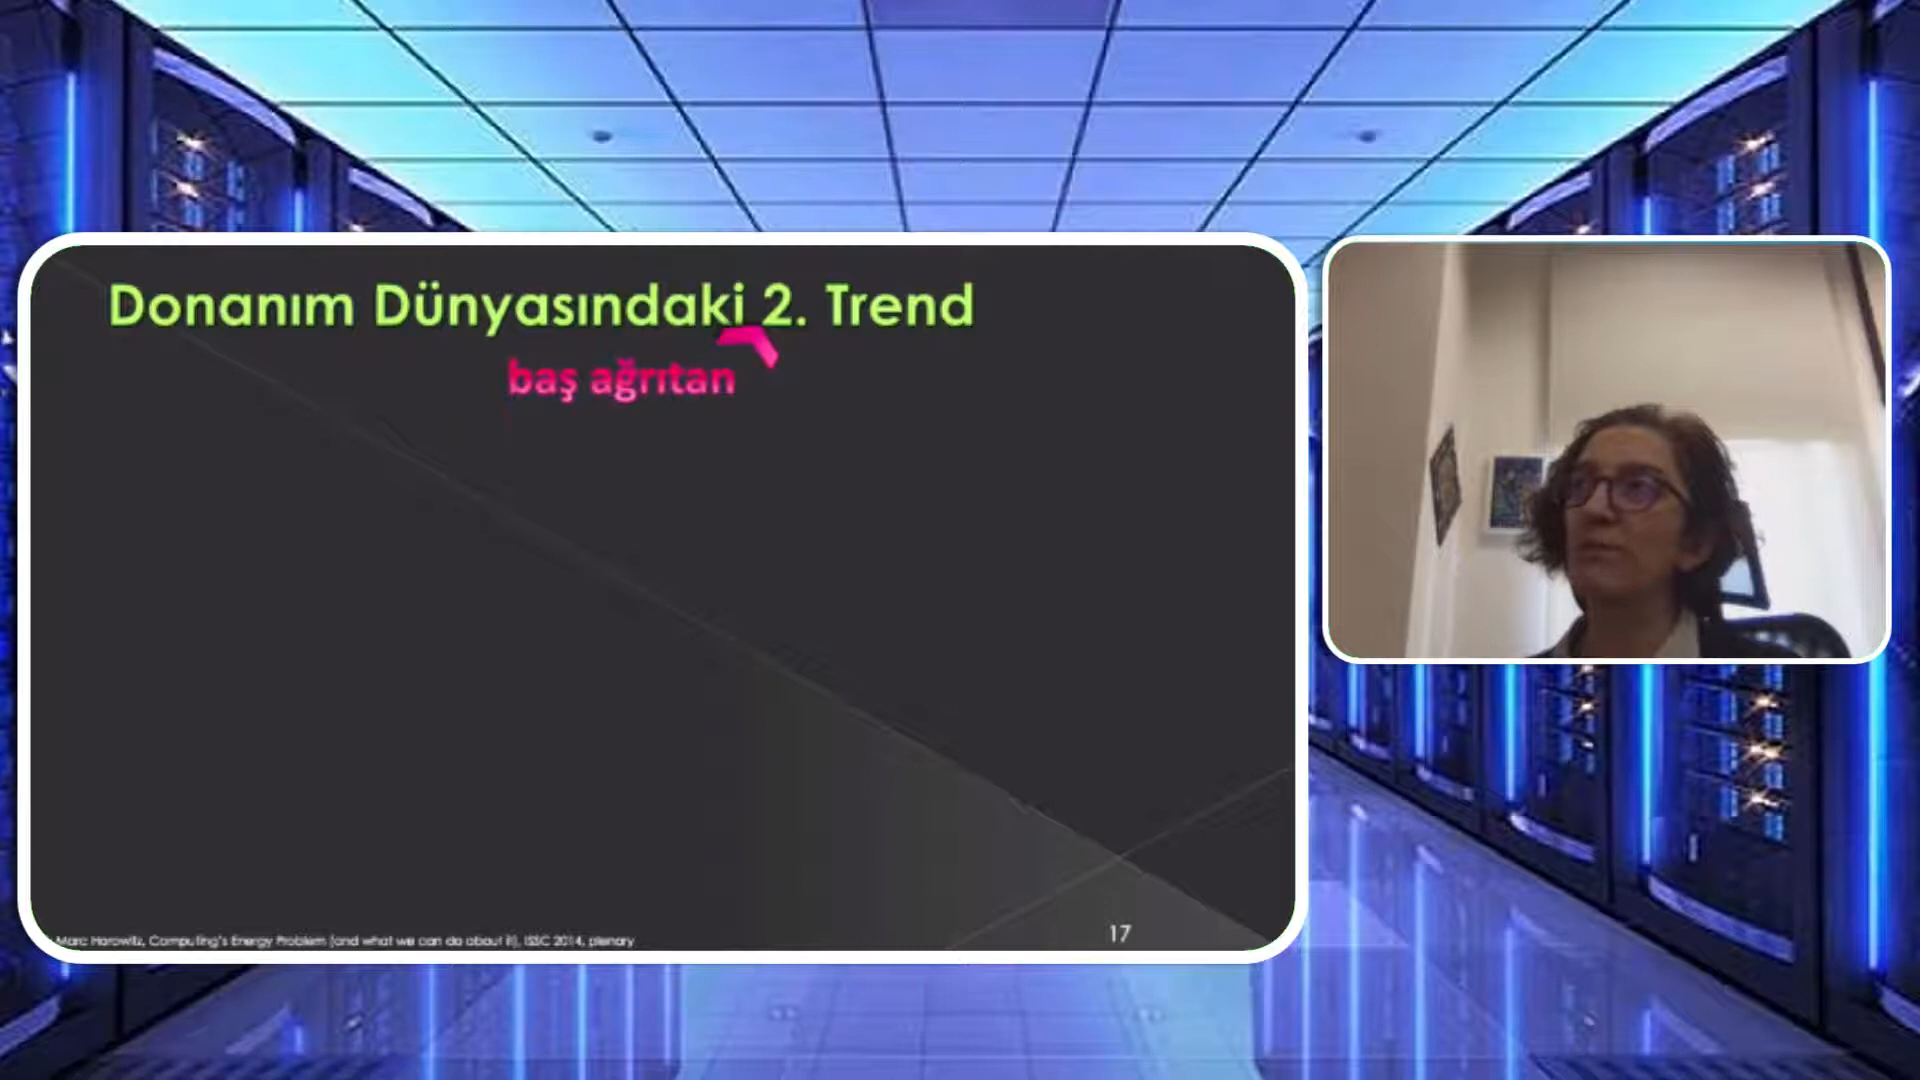 Donanım Dünyasındaki 2. Trend
baş ağrıtan
Marc Horowitz, Computing's Energy Problem (and what we can do about it), ISSC 2014, plenary
17